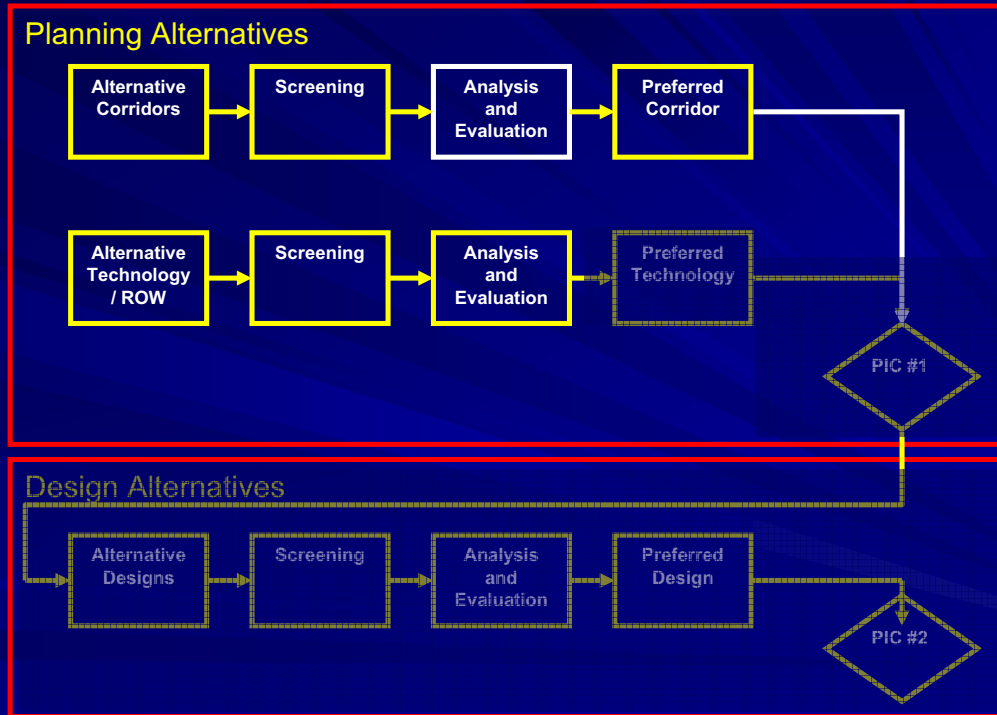 Planning Alternatives
Alternative
Corridors
Screening
Analysis
and
Evaluation
Preferred
Corridor
Alternative
Technology
/ ROW
Screening
Analysis
and
Evaluation
Preferred
Technology
PIC #1
Design Alternatives
Alternative
Designs
Screening
Analysis
and
Evaluation
Preferred
Design
PIC #2